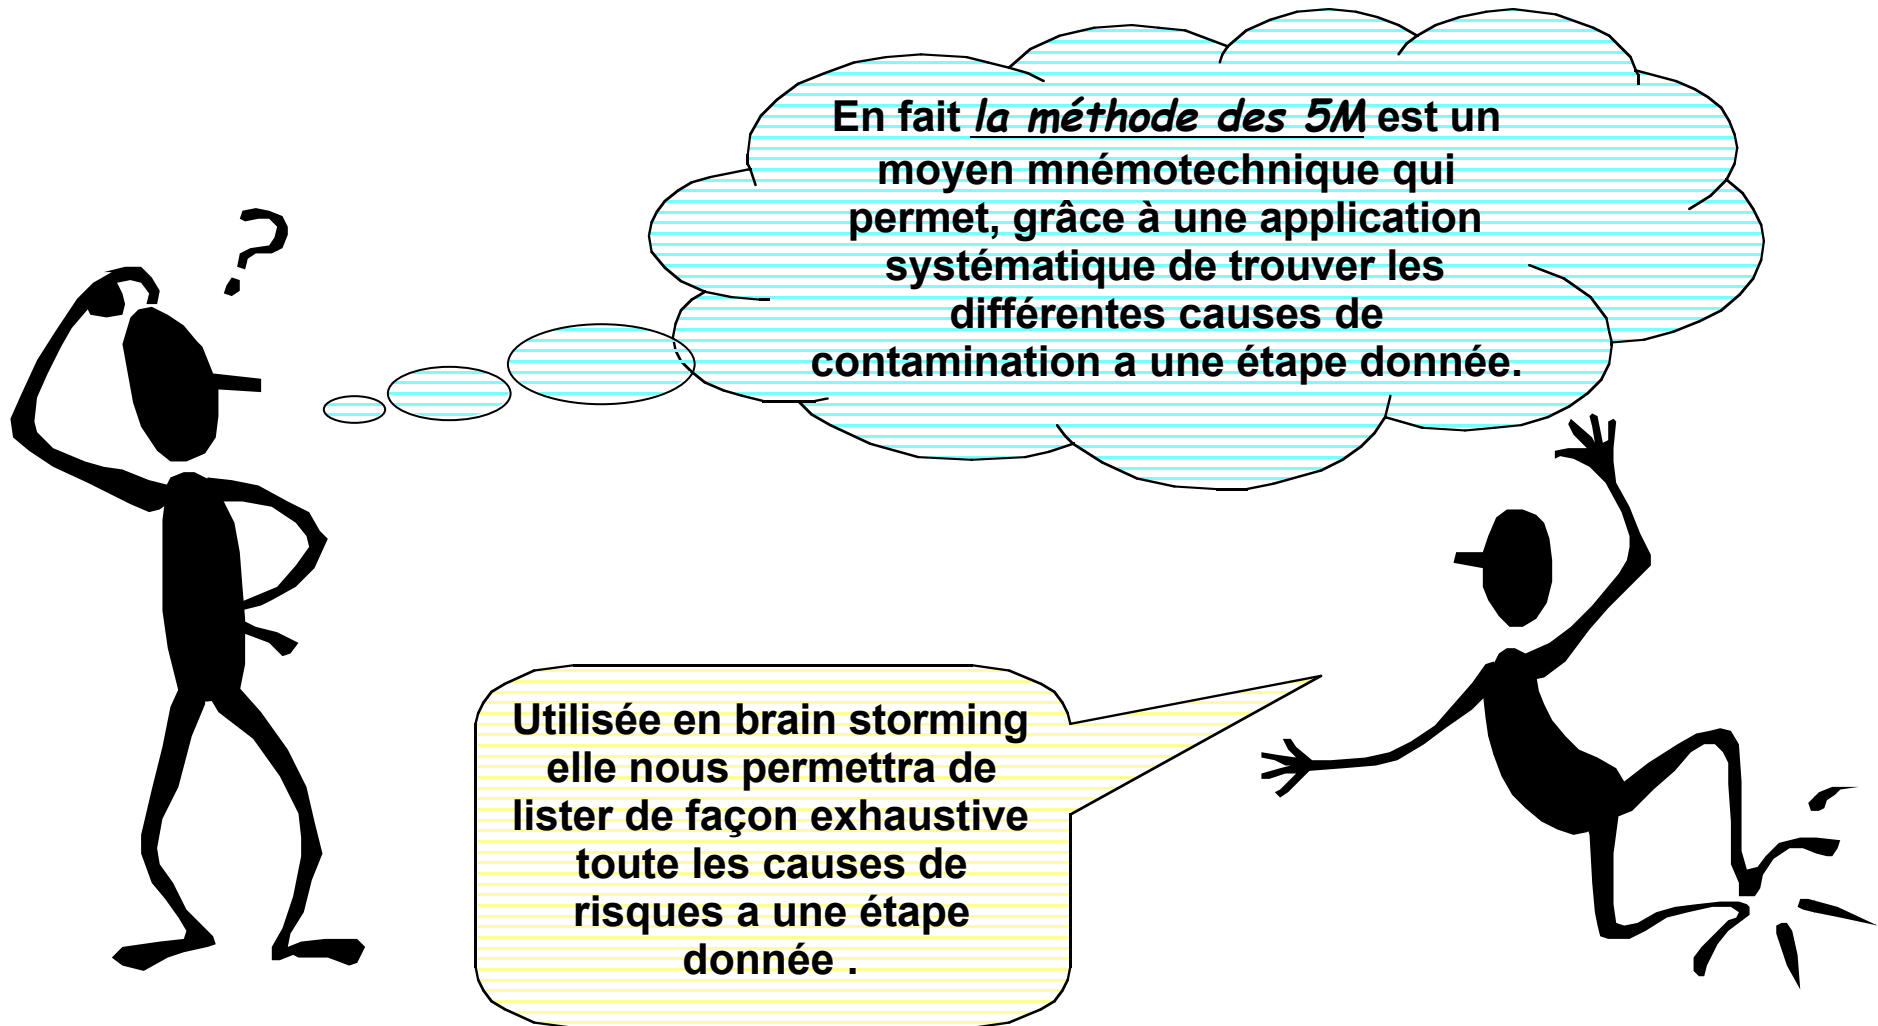 ?
En fait la méthode des 5M est un
moyen mnémotechnique qui
permet, grâce à une application
systématique de trouver les
différentes causes de
contamination a une étape donnée.
Utilisée en brain storming
elle nous permettra de
lister de façon exhaustive
toute les causes de
risques a une étape
donnée .